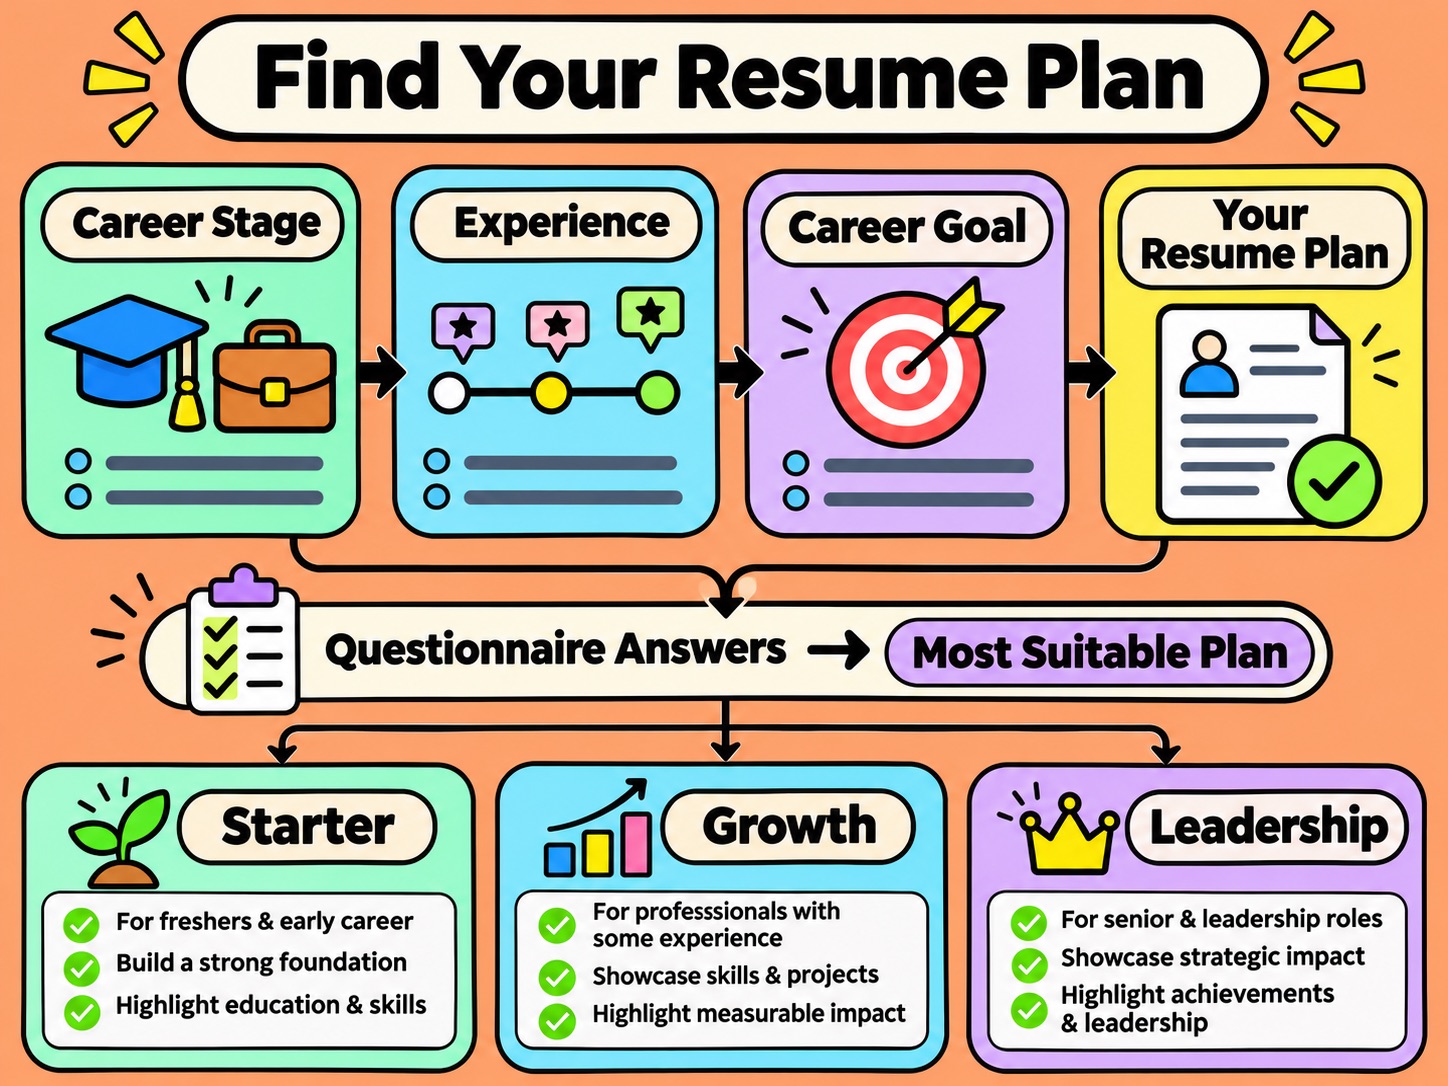 Find Your Resume Plan
Career Stage
Experience
Career Goal
Your
Resume Plan
Questionnaire Answers
Most Suitable Plan
Starter
For freshers & early career
Build a strong foundation
Highlight education & skills
Growth
For professsionals with
some experience
Showcase skills & projects
Highlight measurable impact
Leadership
For senior & leadership roles
Showcase strategic impact
Highlight achievements
& leadership